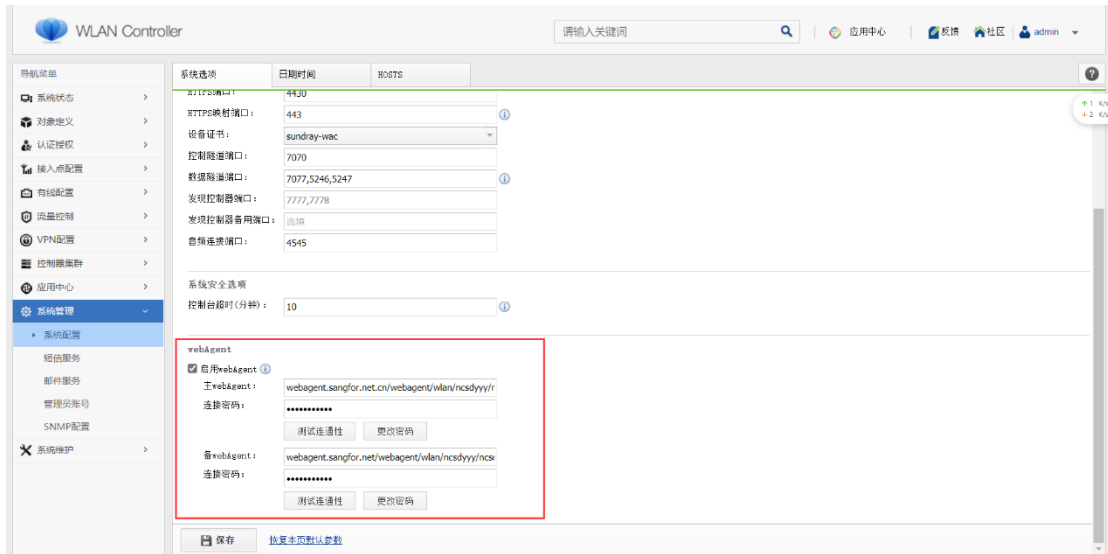 WLAN Controller
请输入关键词
应用中心
反馈
社区
admin
导航菜单
系统状态
对象定义
认证授权
接入点配置
有线配置
流量控制
VPN配置
控制器集群
应用中心
系统管理
系统配置
短信服务
邮件服务
管理员账号
SNMP配置
系统维护
系统选项 日期时间 HOSTS
HTTPS端口： 4430
HTTPS映射端口： 443
设备证书： sundray-wac
控制隧道端口： 7070
数据隧道端口： 7077,5246,5247
发现控制器端口： 7777,7778
发现控制器备用端口： 选填
音频连接端口： 4545
系统安全选项
控制台超时(分钟)： 10
webAgent
启用webAgent
主webAgent： webagent.sangfor.net.cn/webagent/wlan/ncsdyyy/r
连接密码： •••••••••••
测试连通性 更改密码
备webAgent： webagent.sangfor.net/webagent/wlan/ncsdyyy/ncs
连接密码： •••••••••••
测试连通性 更改密码
保存 恢复本页默认参数
↑1 K/s
↓2 K/s